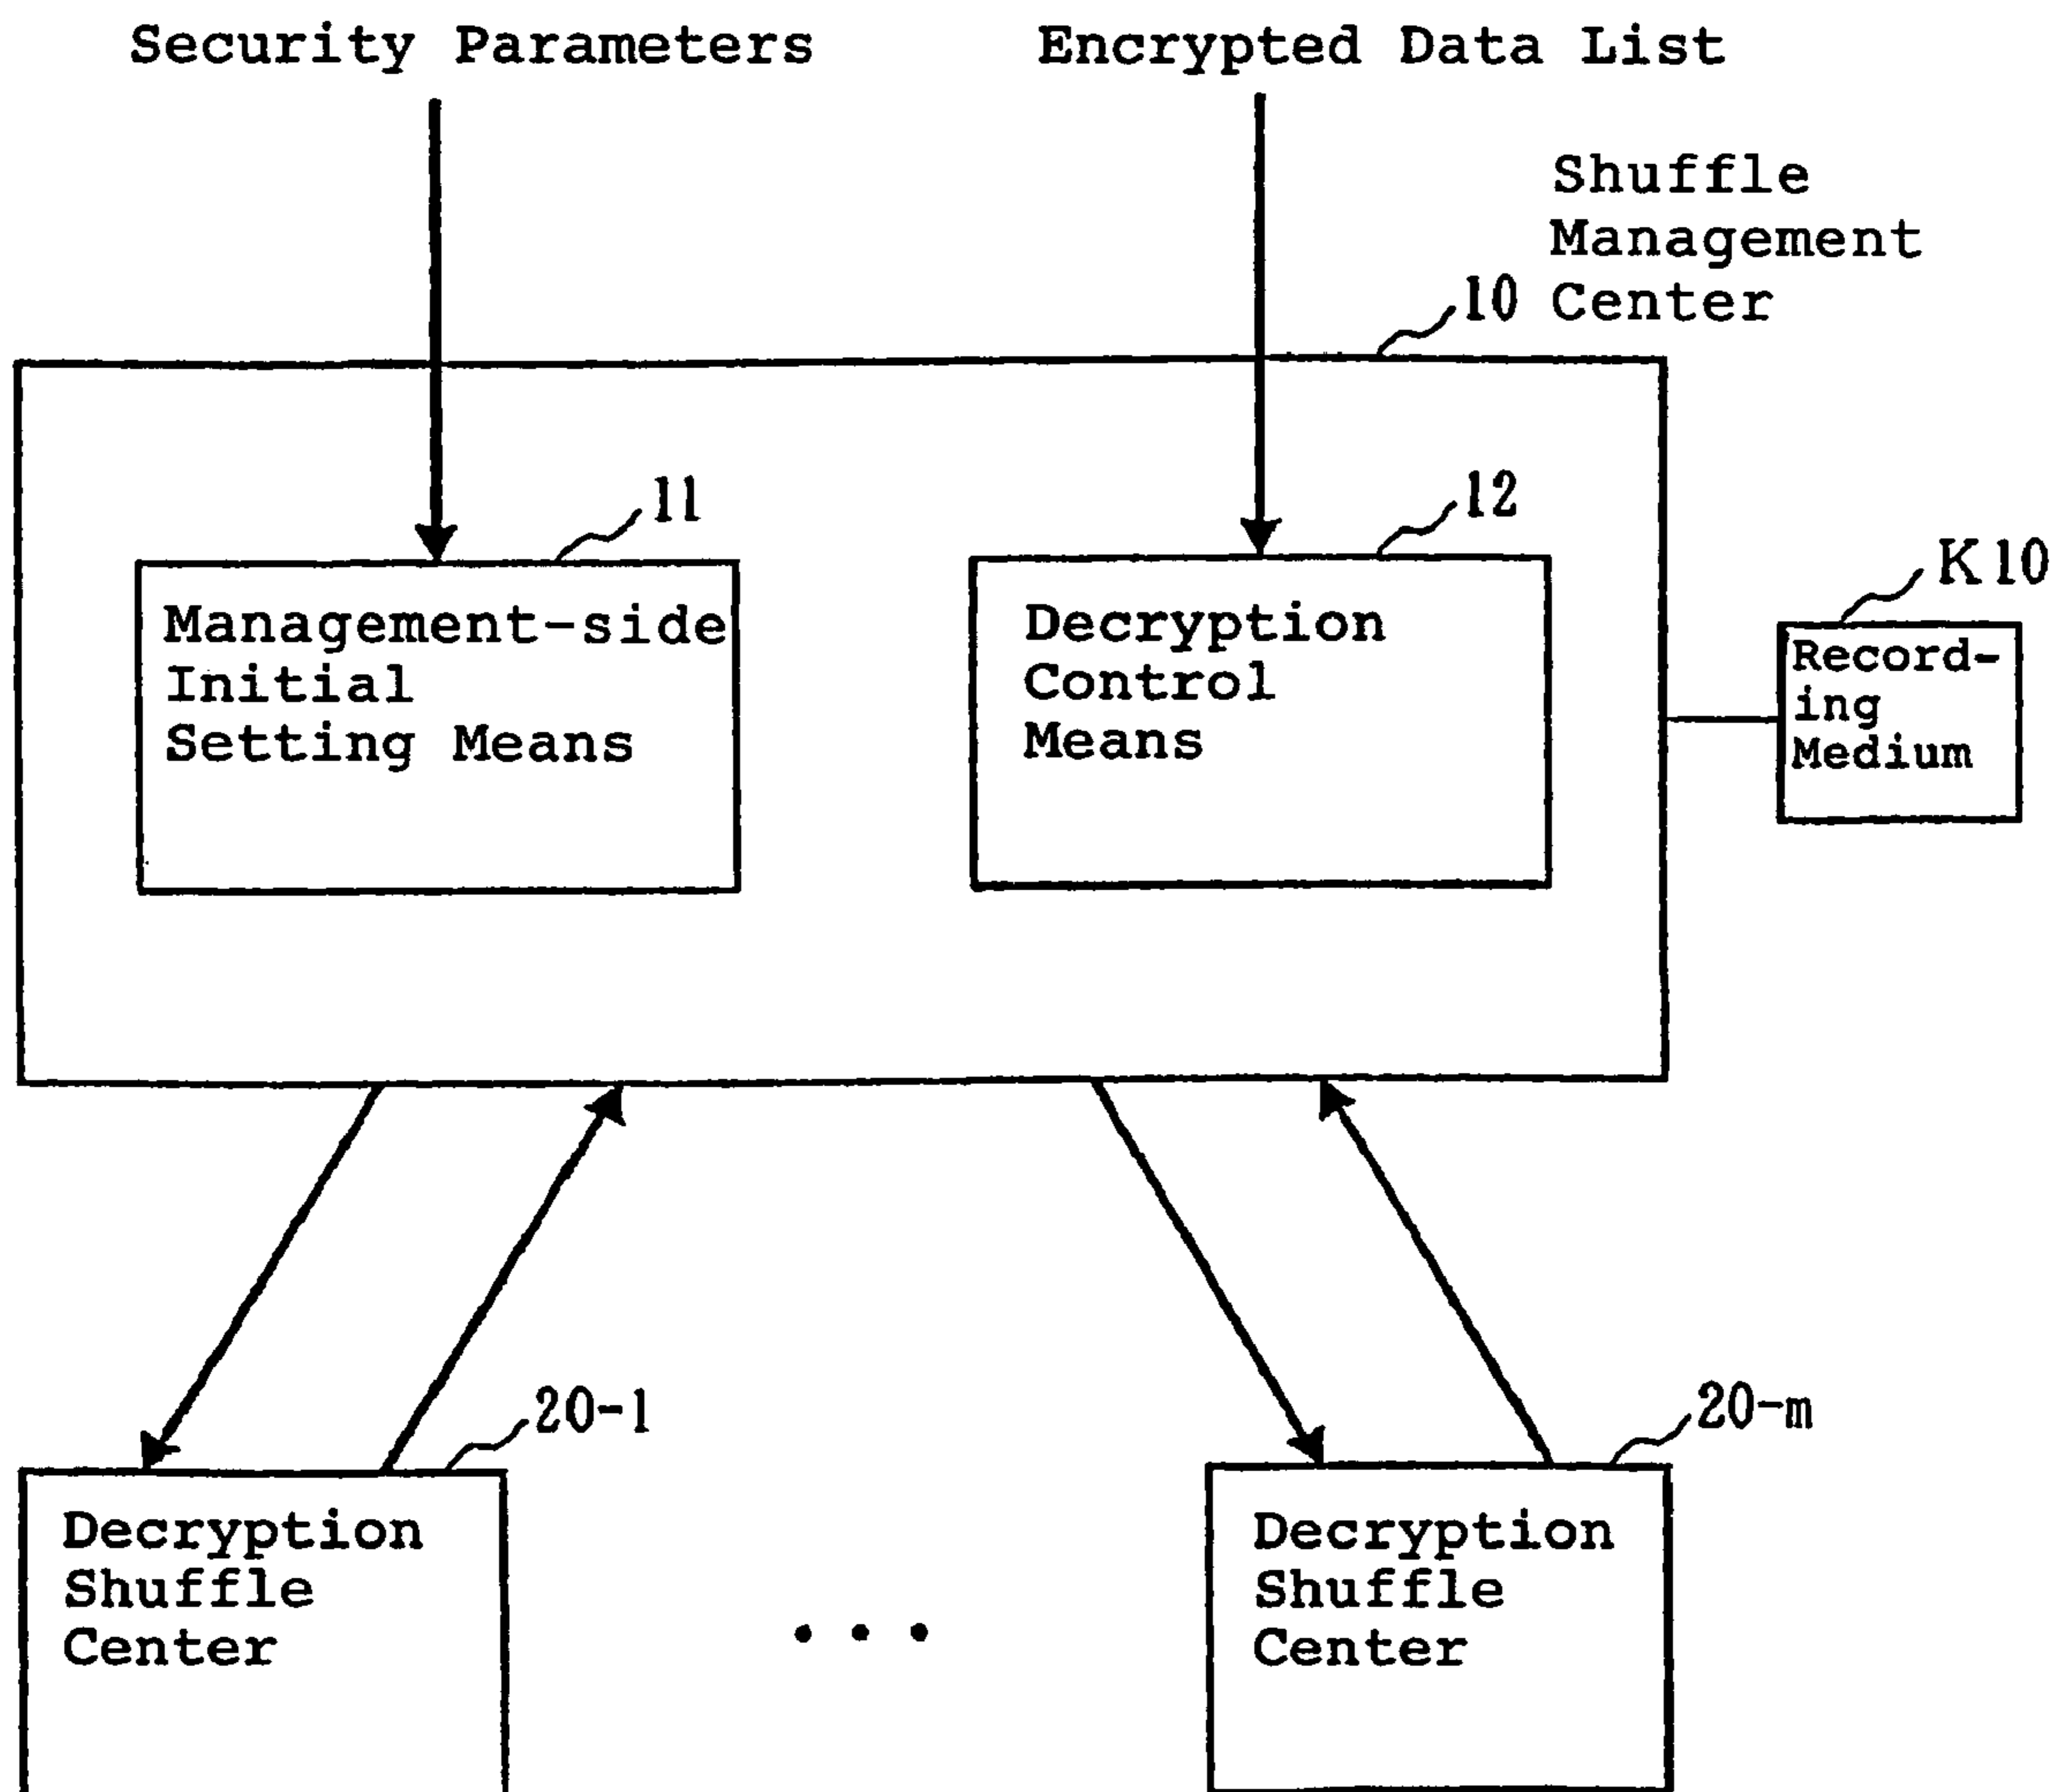 Security Parameters
Encrypted Data List
Shuffle
Management
Center
10
11
12
K10
Management-side
Initial
Setting Means
Decryption
Control
Means
Record-
ing
Medium
20-1
20-m
Decryption
Shuffle
Center
• • •
Decryption
Shuffle
Center